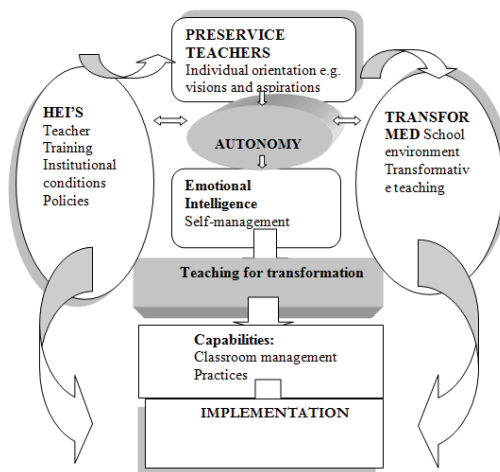 PRESERVICE
TEACHERS
Individual orientation e.g.
visions and aspirations
HEI'S
Teacher
Training
Institutional
conditions
Policies
AUTONOMY
TRANSFOR
MED School
environment
Transformativ
e teaching
Emotional
Intelligence
Self-management
Teaching for transformation
Capabilities:
Classroom management
Practices
IMPLEMENTATION